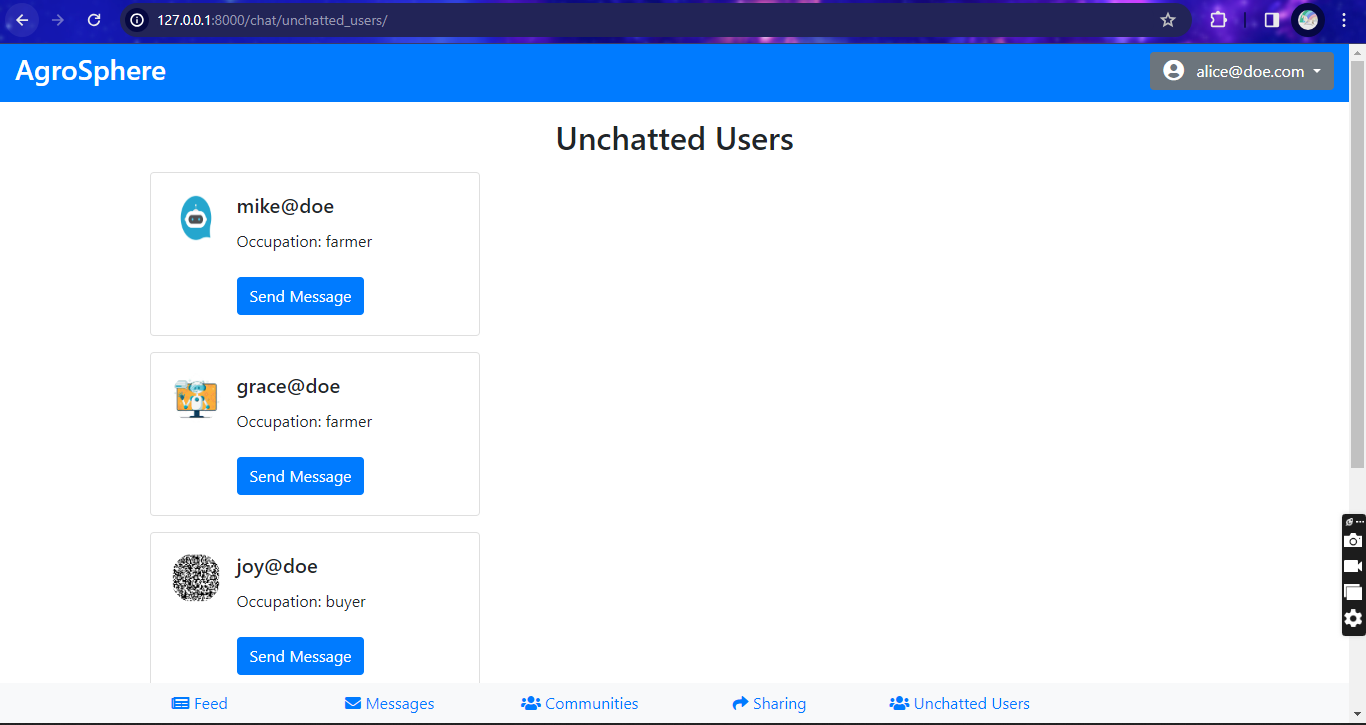 127.0.0.1:8000/chat/unchatted_users/
AgroSphere
alice@doe.com
Unchatted Users
mike@doe
Occupation: farmer
Send Message
grace@doe
Occupation: farmer
Send Message
joy@doe
Occupation: buyer
Send Message
Feed
Messages
Communities
Sharing
Unchatted Users